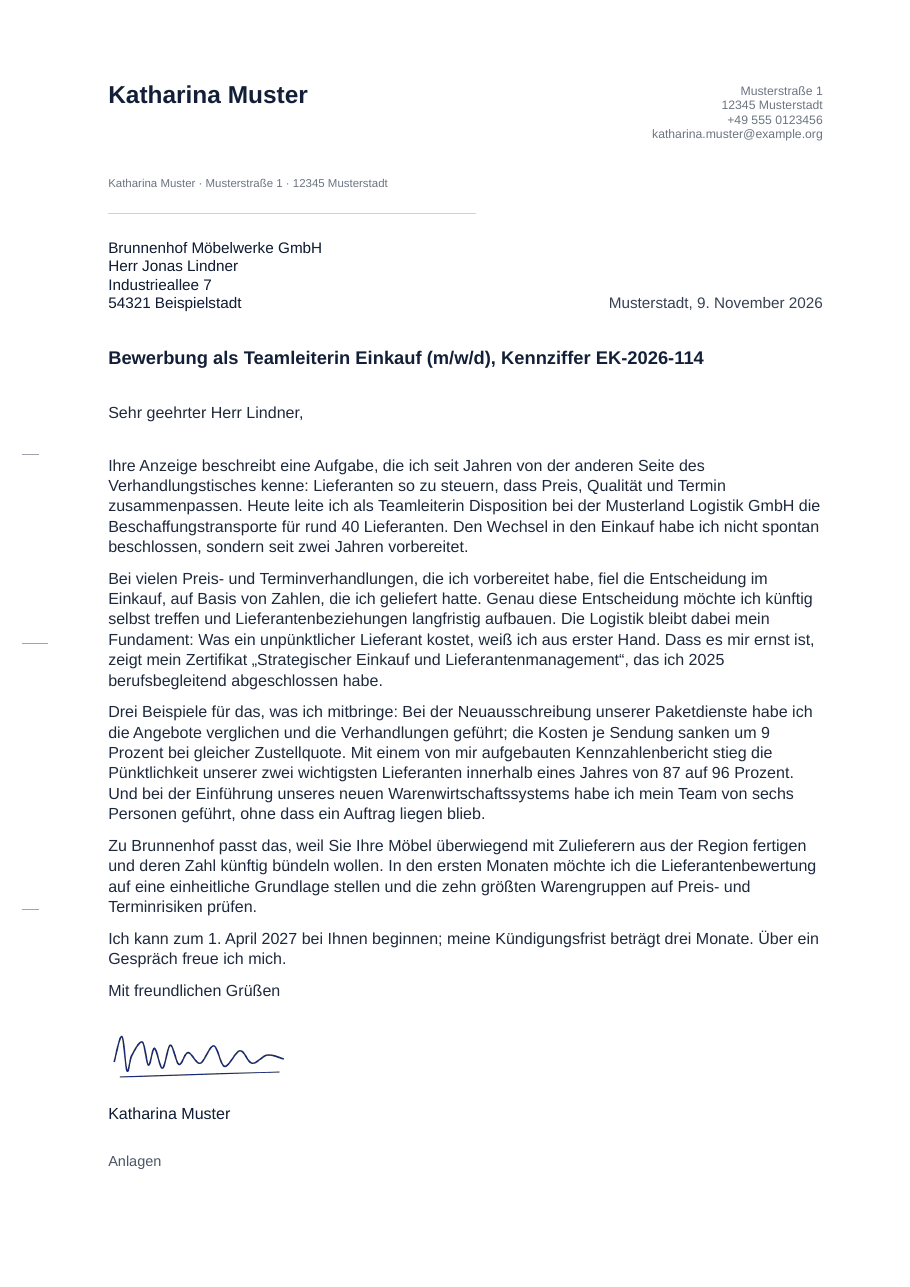 Katharina Muster
Musterstraße 1
12345 Musterstadt
+49 555 0123456
katharina.muster@example.org
Katharina Muster · Musterstraße 1 · 12345 Musterstadt
Brunnenhof Möbelwerke GmbH
Herr Jonas Lindner
Industrieallee 7
54321 Beispielstadt
Musterstadt, 9. November 2026
Bewerbung als Teamleiterin Einkauf (m/w/d), Kennziffer EK-2026-114
Sehr geehrter Herr Lindner,
Ihre Anzeige beschreibt eine Aufgabe, die ich seit Jahren von der anderen Seite des
Verhandlungstisches kenne: Lieferanten so zu steuern, dass Preis, Qualität und Termin
zusammenpassen. Heute leite ich als Teamleiterin Disposition bei der Musterland Logistik GmbH die
Beschaffungstransporte für rund 40 Lieferanten. Den Wechsel in den Einkauf habe ich nicht spontan
beschlossen, sondern seit zwei Jahren vorbereitet.
Bei vielen Preis- und Terminverhandlungen, die ich vorbereitet habe, fiel die Entscheidung im
Einkauf, auf Basis von Zahlen, die ich geliefert hatte. Genau diese Entscheidung möchte ich künftig
selbst treffen und Lieferantenbeziehungen langfristig aufbauen. Die Logistik bleibt dabei mein
Fundament: Was ein unpünktlicher Lieferant kostet, weiß ich aus erster Hand. Dass es mir ernst ist,
zeigt mein Zertifikat „Strategischer Einkauf und Lieferantenmanagement“, das ich 2025
berufsbegleitend abgeschlossen habe.
Drei Beispiele für das, was ich mitbringe: Bei der Neuausschreibung unserer Paketdienste habe ich
die Angebote verglichen und die Verhandlungen geführt; die Kosten je Sendung sanken um 9
Prozent bei gleicher Zustellquote. Mit einem von mir aufgebauten Kennzahlenbericht stieg die
Pünktlichkeit unserer zwei wichtigsten Lieferanten innerhalb eines Jahres von 87 auf 96 Prozent.
Und bei der Einführung unseres neuen Warenwirtschaftssystems habe ich mein Team von sechs
Personen geführt, ohne dass ein Auftrag liegen blieb.
Zu Brunnenhof passt das, weil Sie Ihre Möbel überwiegend mit Zulieferern aus der Region fertigen
und deren Zahl künftig bündeln wollen. In den ersten Monaten möchte ich die Lieferantenbewertung
auf eine einheitliche Grundlage stellen und die zehn größten Warengruppen auf Preis- und
Terminrisiken prüfen.
Ich kann zum 1. April 2027 bei Ihnen beginnen; meine Kündigungsfrist beträgt drei Monate. Über ein
Gespräch freue ich mich.
Mit freundlichen Grüßen
Katharina Muster
Anlagen